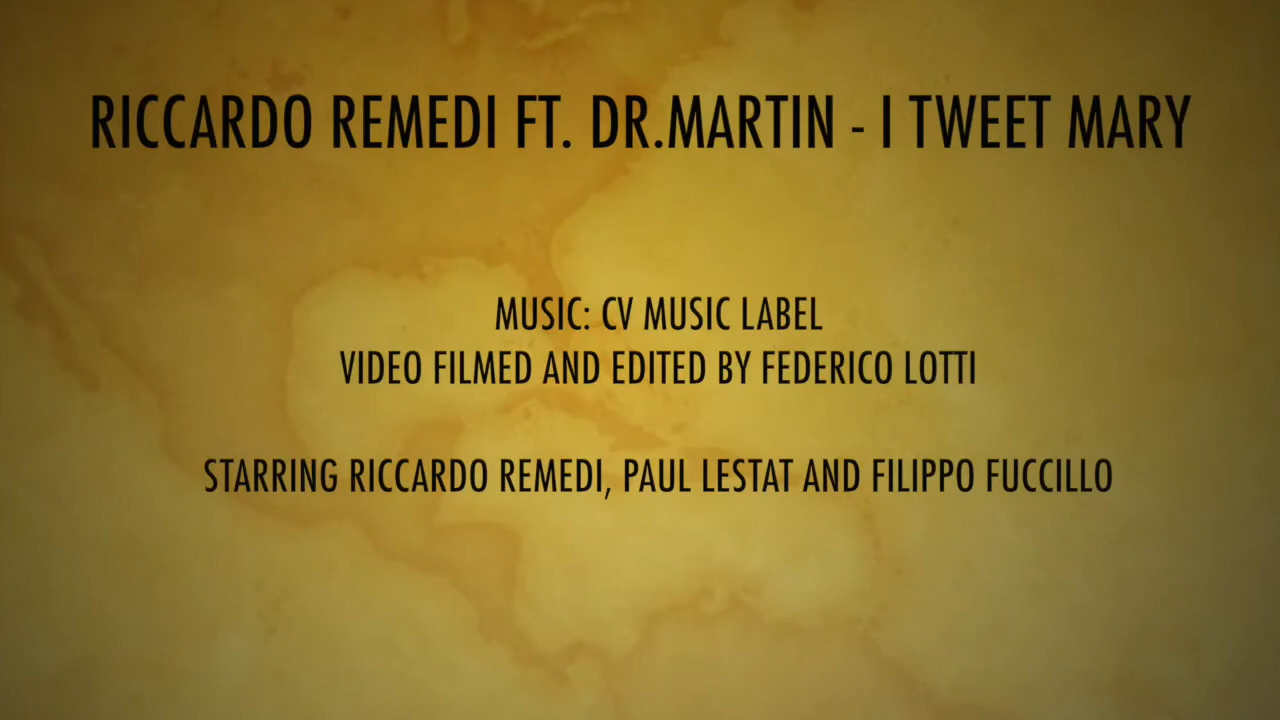 RICCARDO REMEDI FT. DR.MARTIN - I TWEET MARY
MUSIC: CV MUSIC LABEL
VIDEO FILMED AND EDITED BY FEDERICO LOTTI
STARRING RICCARDO REMEDI, PAUL LESTAT AND FILIPPO FUCCILLO